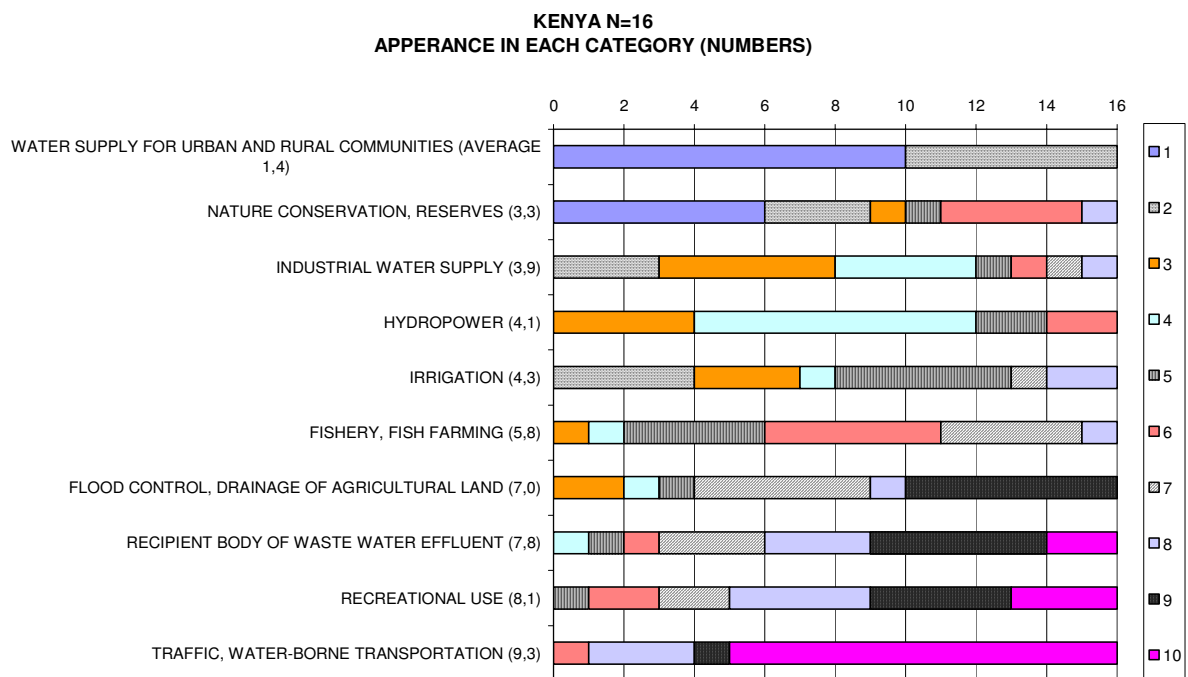 KENYA N=16
APPERANCE IN EACH CATEGORY (NUMBERS)
0 2 4 6 8 10 12 14 16
WATER SUPPLY FOR URBAN AND RURAL COMMUNITIES (AVERAGE
1,4)
NATURE CONSERVATION, RESERVES (3,3)
INDUSTRIAL WATER SUPPLY (3,9)
HYDROPOWER (4,1)
IRRIGATION (4,3)
FISHERY, FISH FARMING (5,8)
FLOOD CONTROL, DRAINAGE OF AGRICULTURAL LAND (7,0)
RECIPIENT BODY OF WASTE WATER EFFLUENT (7,8)
RECREATIONAL USE (8,1)
TRAFFIC, WATER-BORNE TRANSPORTATION (9,3)
1
2
3
4
5
6
7
8
9
10